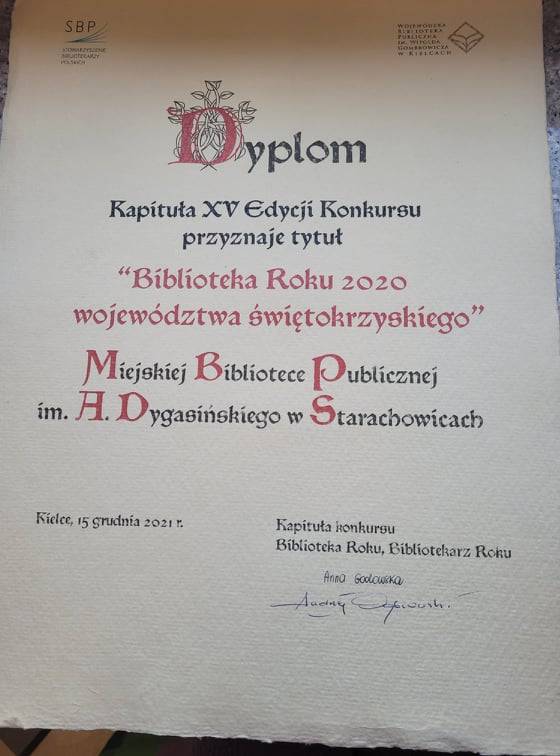 SBP
STOWARZYSZENIE
BIBLIOTEKARZY
POLSKICH
WOJEWÓDZKA
BIBLIOTEKA
PUBLICZNA
IM. WITOLDA
GOMBROWICZA
W KIELCACH
Dyplom
Kapituła XV Edycji Konkursu
przyznaje tytuł
"Biblioteka Roku 2020
województwa świętokrzyskiego"
Miejskiej Bibliotece Publicznej
im. A. Dygasińskiego w Starachowicach
Kielce, 15 grudnia 2021 r.
Kapituła konkursu
Biblioteka Roku, Bibliotekarz Roku
Anna Godowska
Andrzej